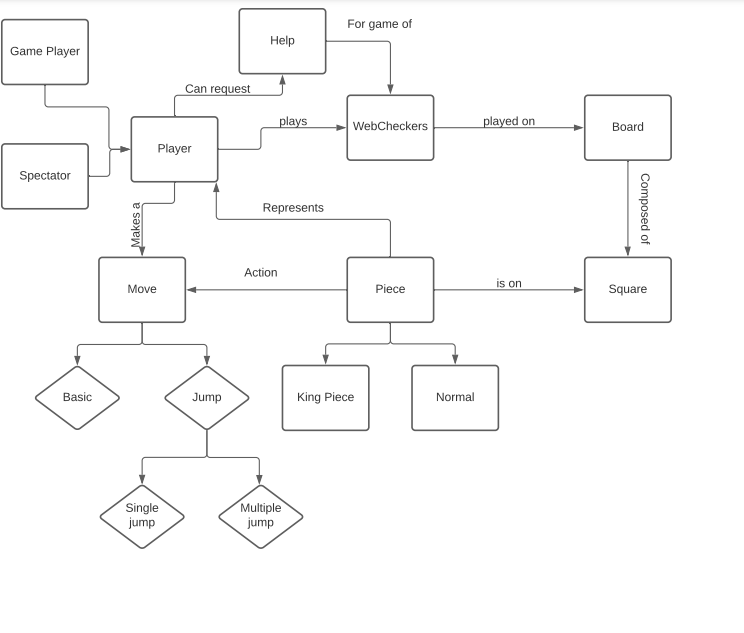 Help
For game of
Game Player
Can request
plays
WebCheckers
played on
Board
Player
Spectator
Makes a
Represents
Composed of
Move
Action
Piece
is on
Square
Basic
Jump
King Piece
Normal
Single
jump
Multiple
jump